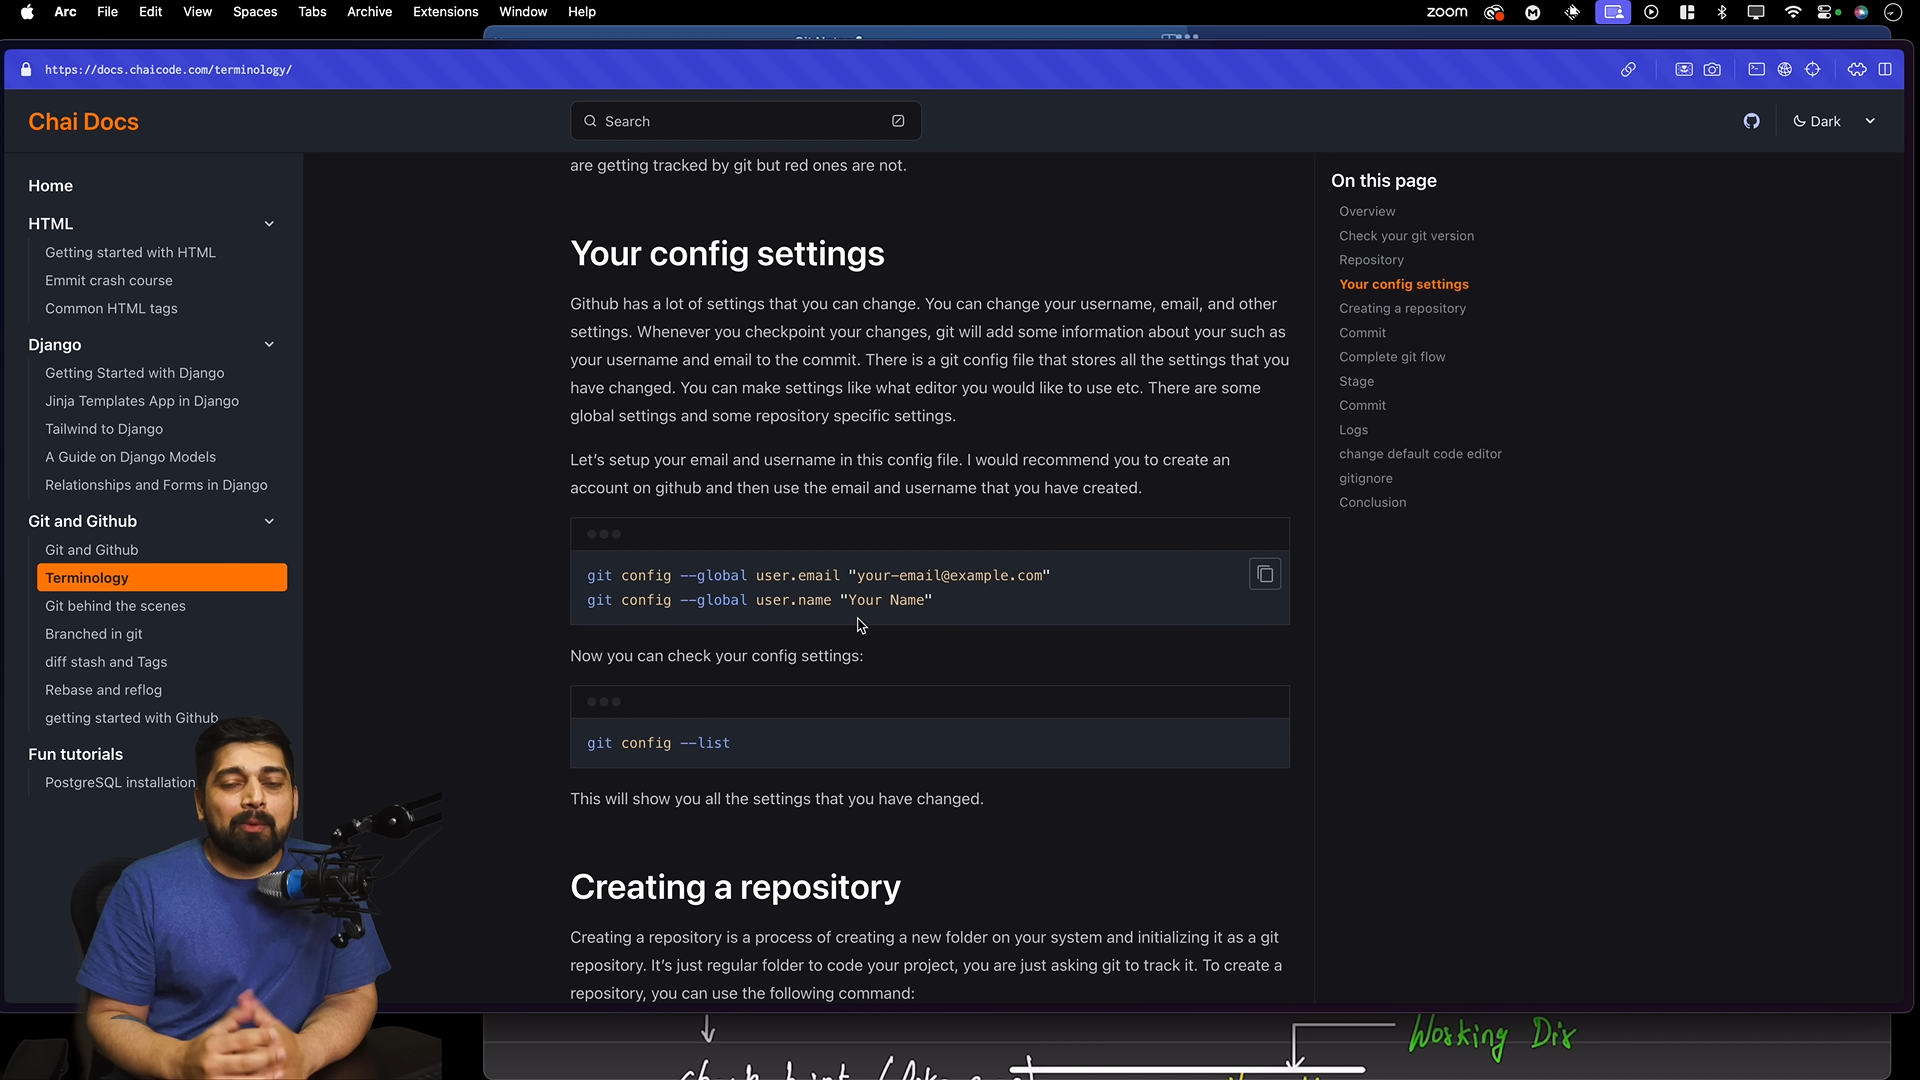 Arc File Edit View Spaces Tabs Archive Extensions Window Help
zoom
https://docs.chaicode.com/terminology/
Chai Docs
Search
Dark
Home
HTML
Getting started with HTML
Emmit crash course
Common HTML tags
Django
Getting Started with Django
Jinja Templates App in Django
Tailwind to Django
A Guide on Django Models
Relationships and Forms in Django
Git and Github
Git and Github
Terminology
Git behind the scenes
Branched in git
diff stash and Tags
Rebase and reflog
getting started with Github
Fun tutorials
PostgreSQL installation
are getting tracked by git but red ones are not.
Your config settings
Github has a lot of settings that you can change. You can change your username, email, and other
settings. Whenever you checkpoint your changes, git will add some information about your such as
your username and email to the commit. There is a git config file that stores all the settings that you
have changed. You can make settings like what editor you would like to use etc. There are some
global settings and some repository specific settings.
Let's setup your email and username in this config file. I would recommend you to create an
account on github and then use the email and username that you have created.
git config --global user.email "your-email@example.com"
git config --global user.name "Your Name"
Now you can check your config settings:
git config --list
This will show you all the settings that you have changed.
Creating a repository
Creating a repository is a process of creating a new folder on your system and initializing it as a git
repository. It's just regular folder to code your project, you are just asking git to track it. To create a
repository, you can use the following command:
On this page
Overview
Check your git version
Repository
Your config settings
Creating a repository
Commit
Complete git flow
Stage
Commit
Logs
change default code editor
gitignore
Conclusion
Working Dir